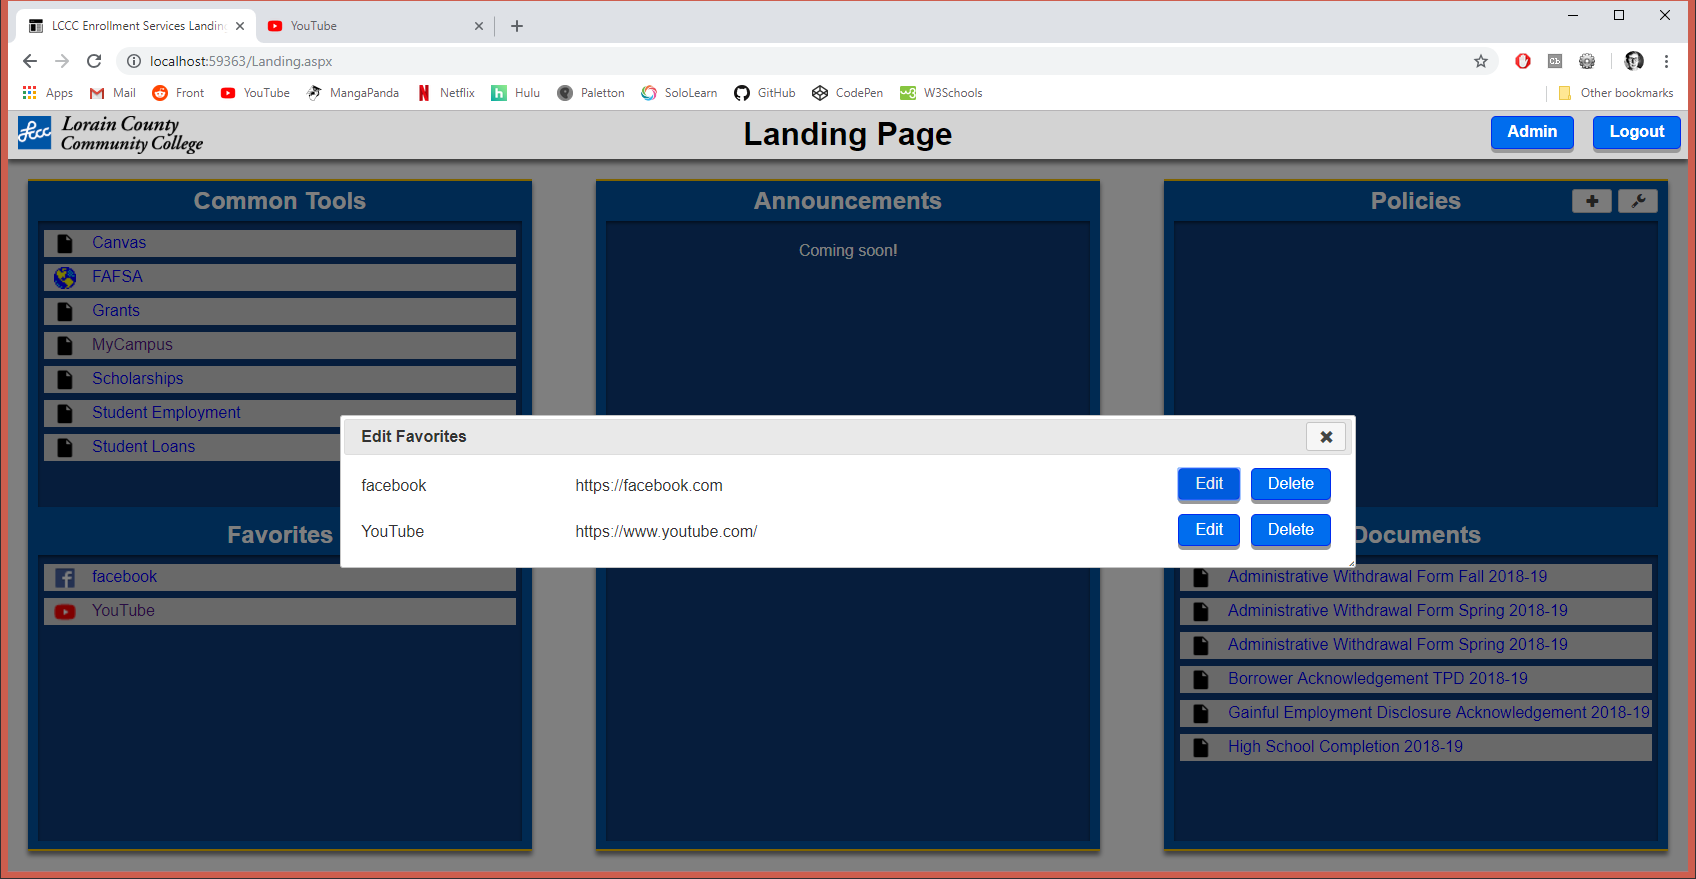 LCCC Enrollment Services Landing
YouTube
localhost:59363/Landing.aspx
Apps Mail Front YouTube MangaPanda Netflix Hulu Paletton SoloLearn GitHub CodePen W3Schools Other bookmarks
lccc Lorain County
Community College
Landing Page
Admin Logout
Common Tools
Canvas
FAFSA
Grants
MyCampus
Scholarships
Student Employment
Student Loans
Announcements
Coming soon!
Policies
Edit Favorites
facebook https://facebook.com Edit Delete
YouTube https://www.youtube.com/ Edit Delete
Favorites
facebook
YouTube
Documents
Administrative Withdrawal Form Fall 2018-19
Administrative Withdrawal Form Spring 2018-19
Administrative Withdrawal Form Spring 2018-19
Borrower Acknowledgement TPD 2018-19
Gainful Employment Disclosure Acknowledgement 2018-19
High School Completion 2018-19